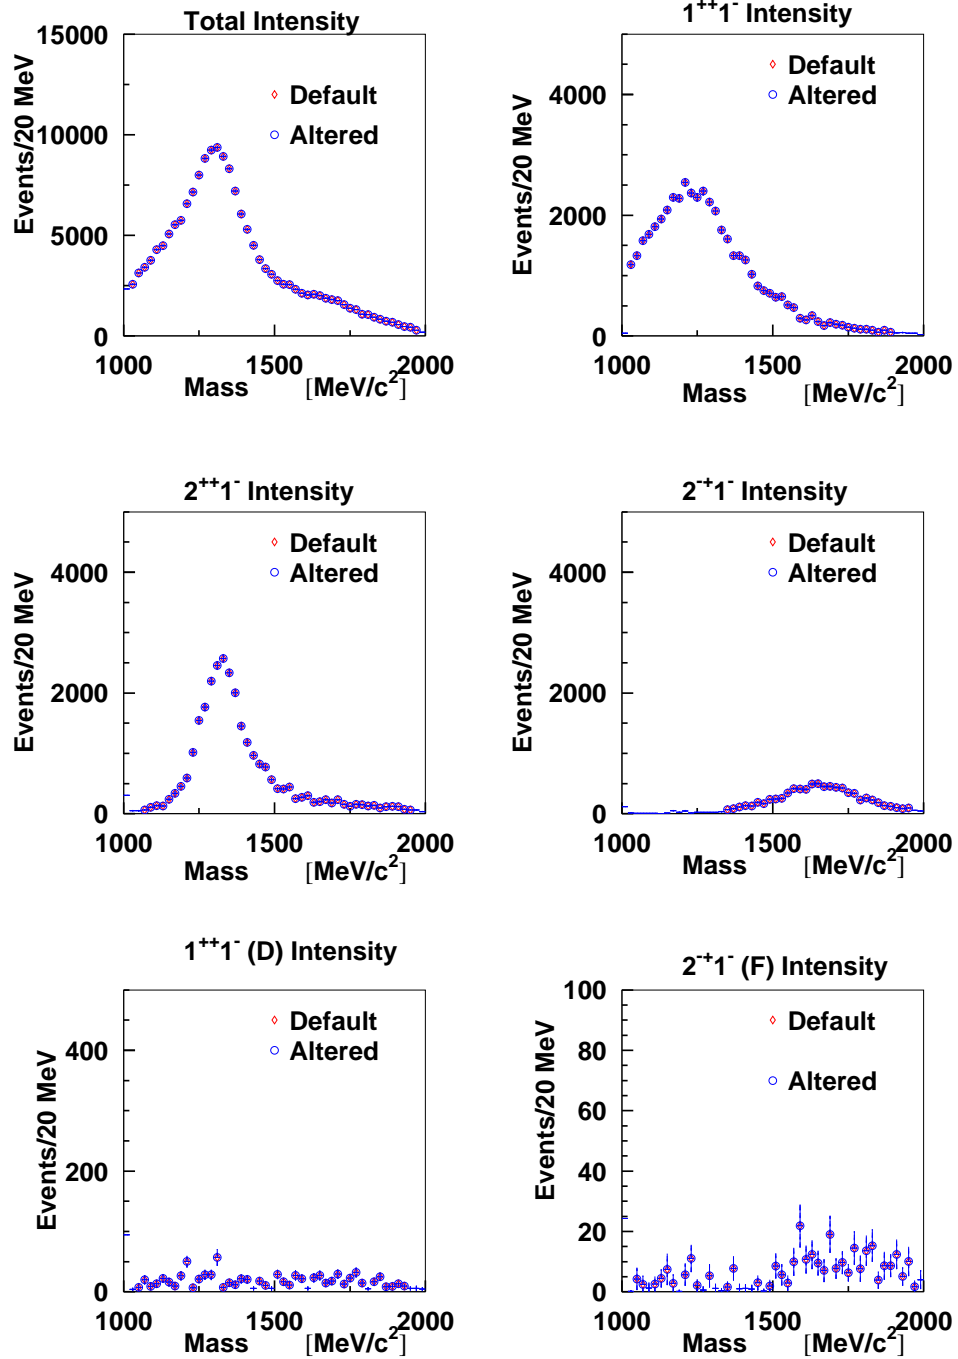 Total Intensity
Events/20 MeV
15000
10000
5000
0
Default
Altered
1000 1500 2000
Mass [MeV/c²]
1⁺⁺1⁻ Intensity
Events/20 MeV
4000
2000
0
Default
Altered
1000 1500 2000
Mass [MeV/c²]
2⁺⁺1⁻ Intensity
Events/20 MeV
4000
2000
0
Default
Altered
1000 1500 2000
Mass [MeV/c²]
2⁻⁺1⁻ Intensity
Events/20 MeV
4000
2000
0
Default
Altered
1000 1500 2000
Mass [MeV/c²]
1⁺⁺1⁻ (D) Intensity
Events/20 MeV
400
200
0
Default
Altered
1000 1500 2000
Mass [MeV/c²]
2⁻⁺1⁻ (F) Intensity
Events/20 MeV
100
80
60
40
20
0
Default
Altered
1000 1500 2000
Mass [MeV/c²]